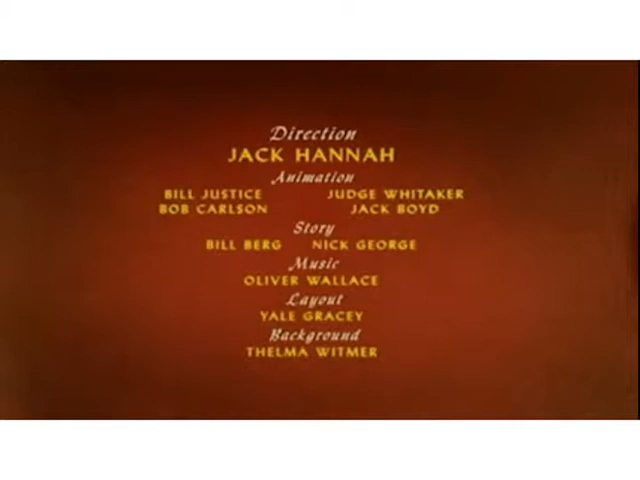 Direction
JACK HANNAH
Animation
BILL JUSTICE JUDGE WHITAKER
BOB CARLSON JACK BOYD
Story
BILL BERG NICK GEORGE
Music
OLIVER WALLACE
Layout
YALE GRACEY
Background
THELMA WITMER